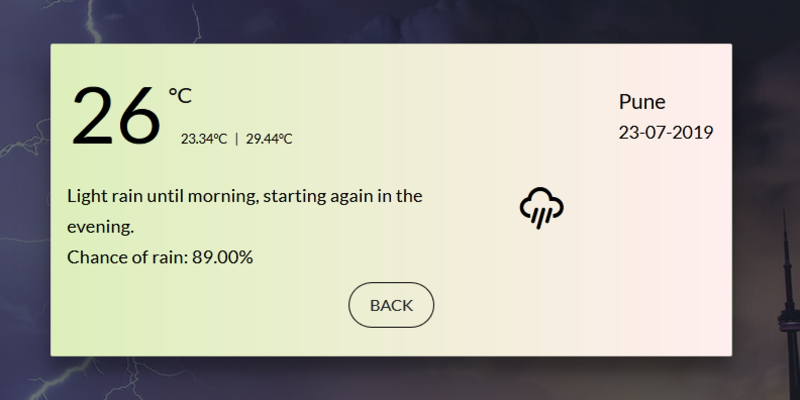 26 °C
23.34°C | 29.44°C
Pune
23-07-2019
Light rain until morning, starting again in the
evening.
Chance of rain: 89.00%
BACK